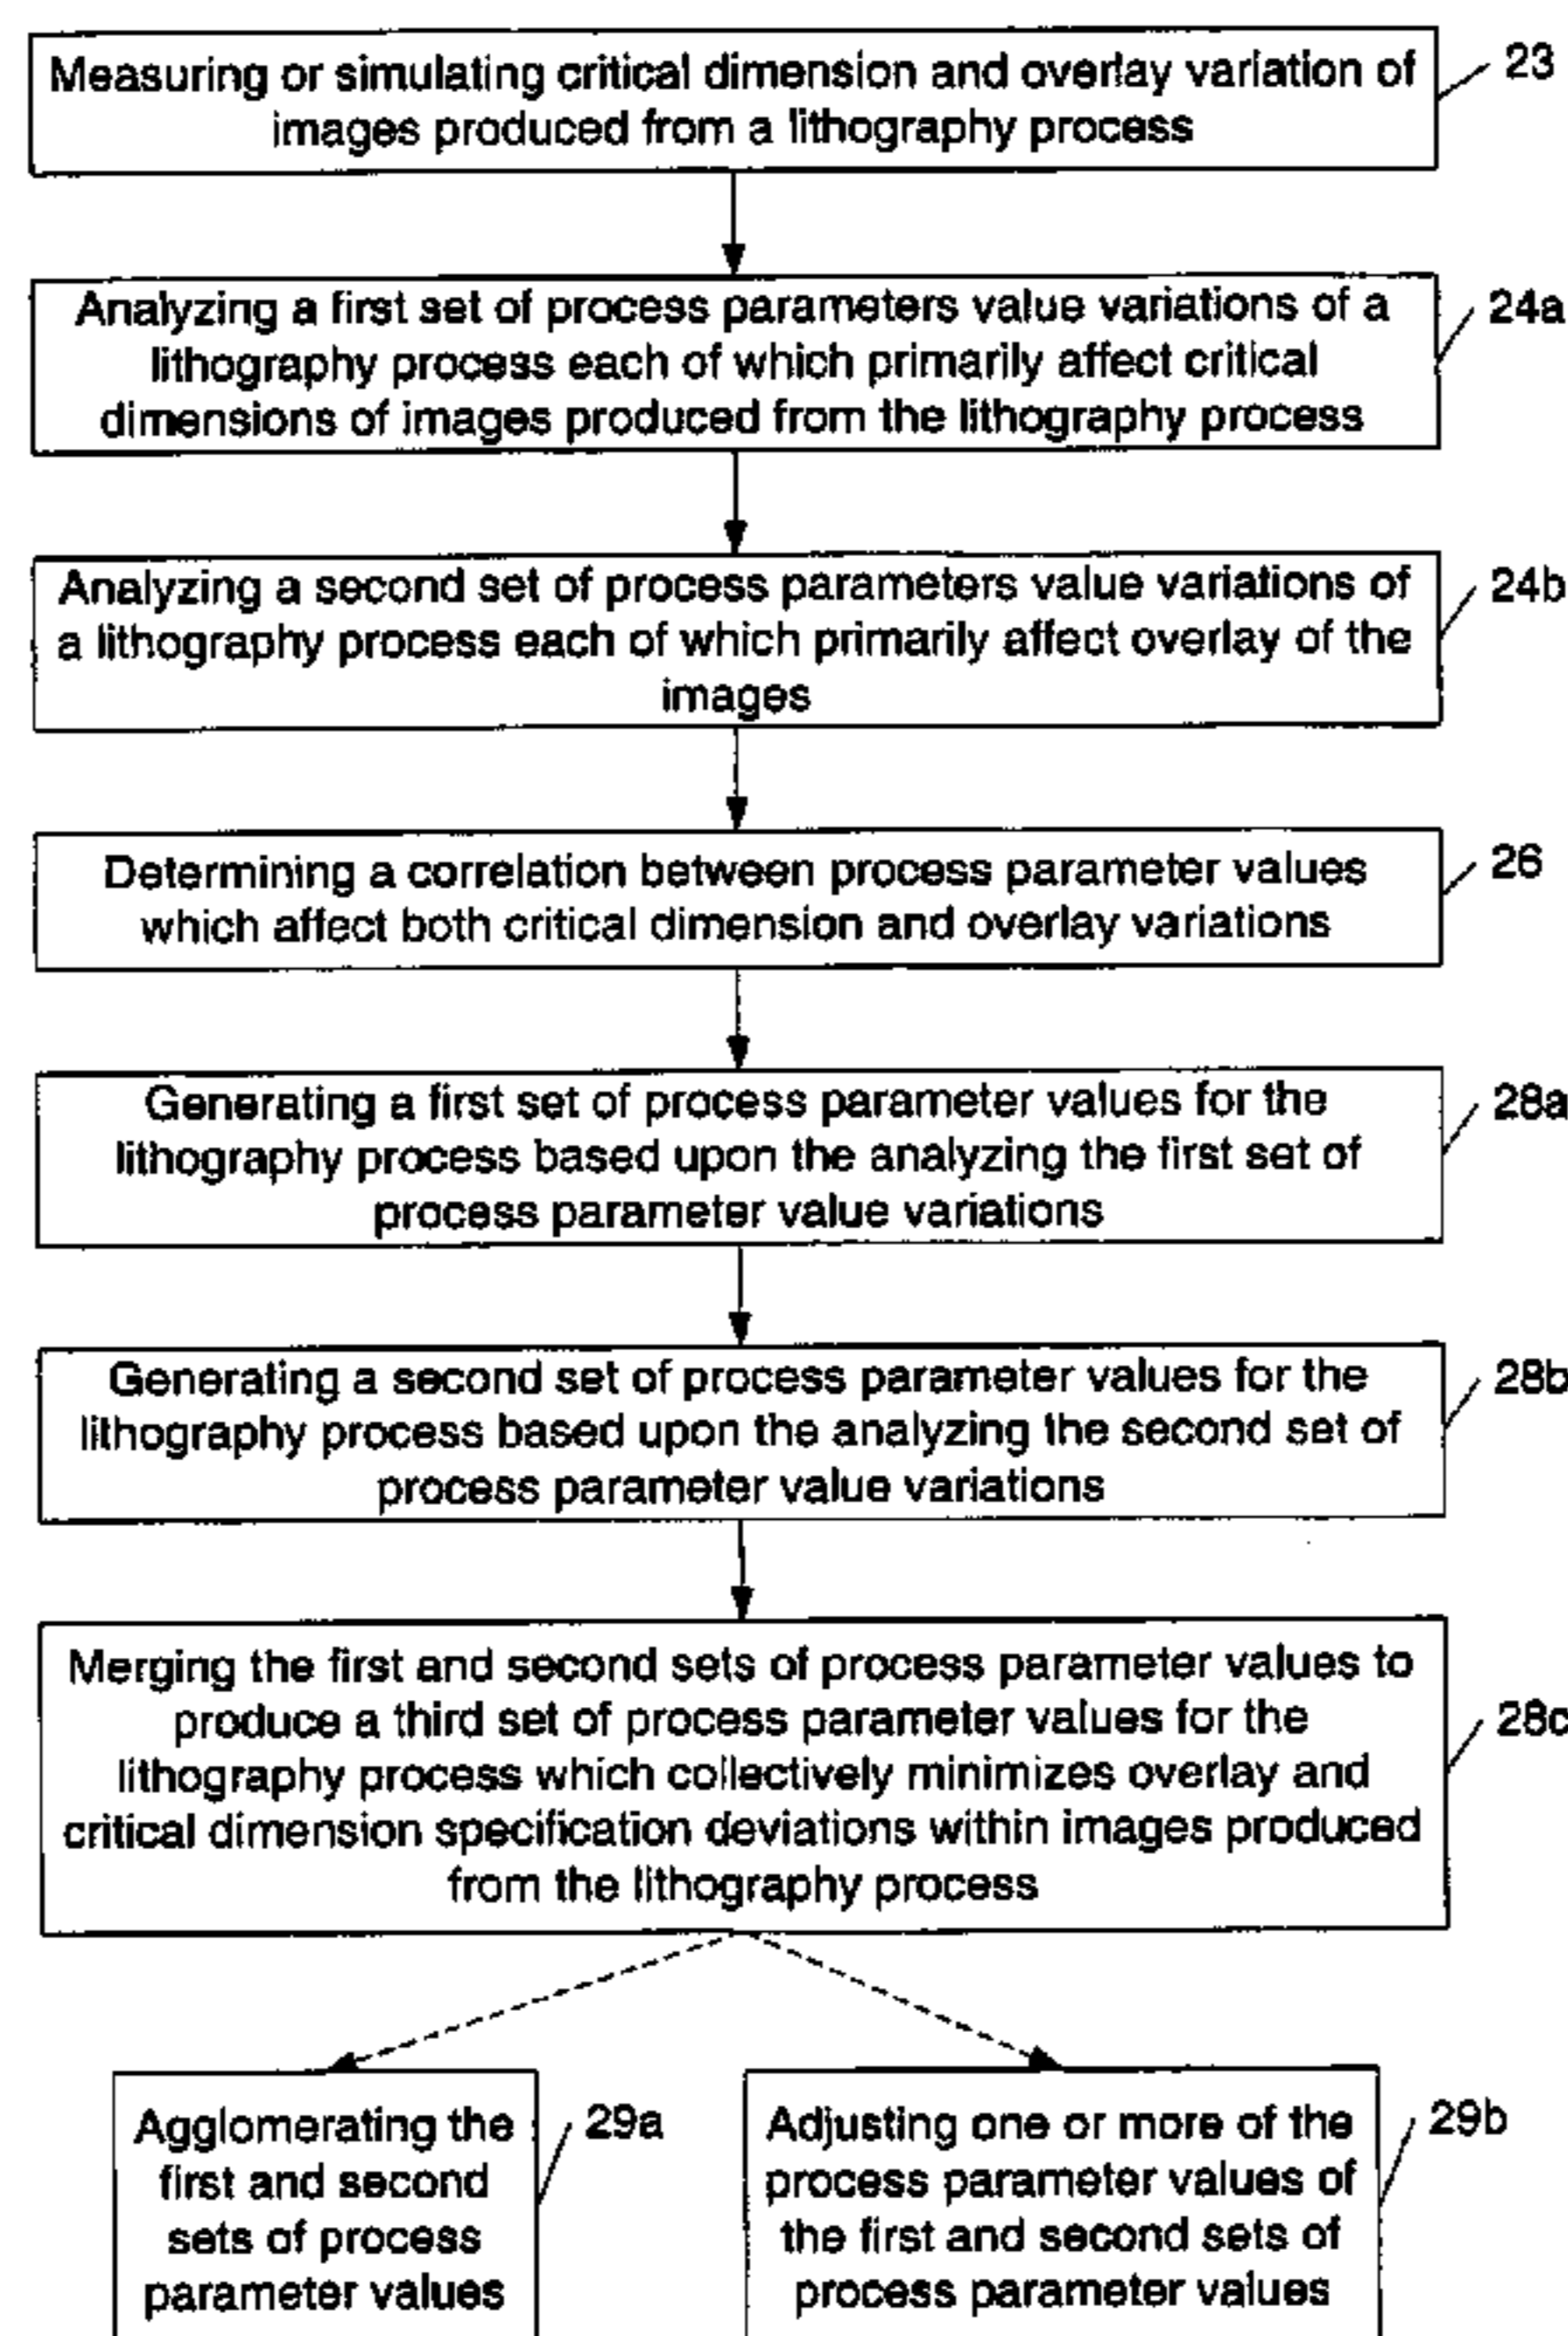 Measuring or simulating critical dimension and overlay variation of
images produced from a lithography process
23
Analyzing a first set of process parameters value variations of a
lithography process each of which primarily affect critical
dimensions of images produced from the lithography process
24a
Analyzing a second set of process parameters value variations of
a lithography process each of which primarily affect overlay of the
images
24b
Determining a correlation between process parameter values
which affect both critical dimension and overlay variations
26
Generating a first set of process parameter values for the
lithography process based upon the analyzing the first set of
process parameter value variations
28a
Generating a second set of process parameter values for the
lithography process based upon the analyzing the second set of
process parameter value variations
28b
Merging the first and second sets of process parameter values to
produce a third set of process parameter values for the
lithography process which collectively minimizes overlay and
critical dimension specification deviations within images produced
from the lithography process
28c
Agglomerating the
first and second
sets of process
parameter values
29a
Adjusting one or more of the
process parameter values of
the first and second sets of
process parameter values
29b